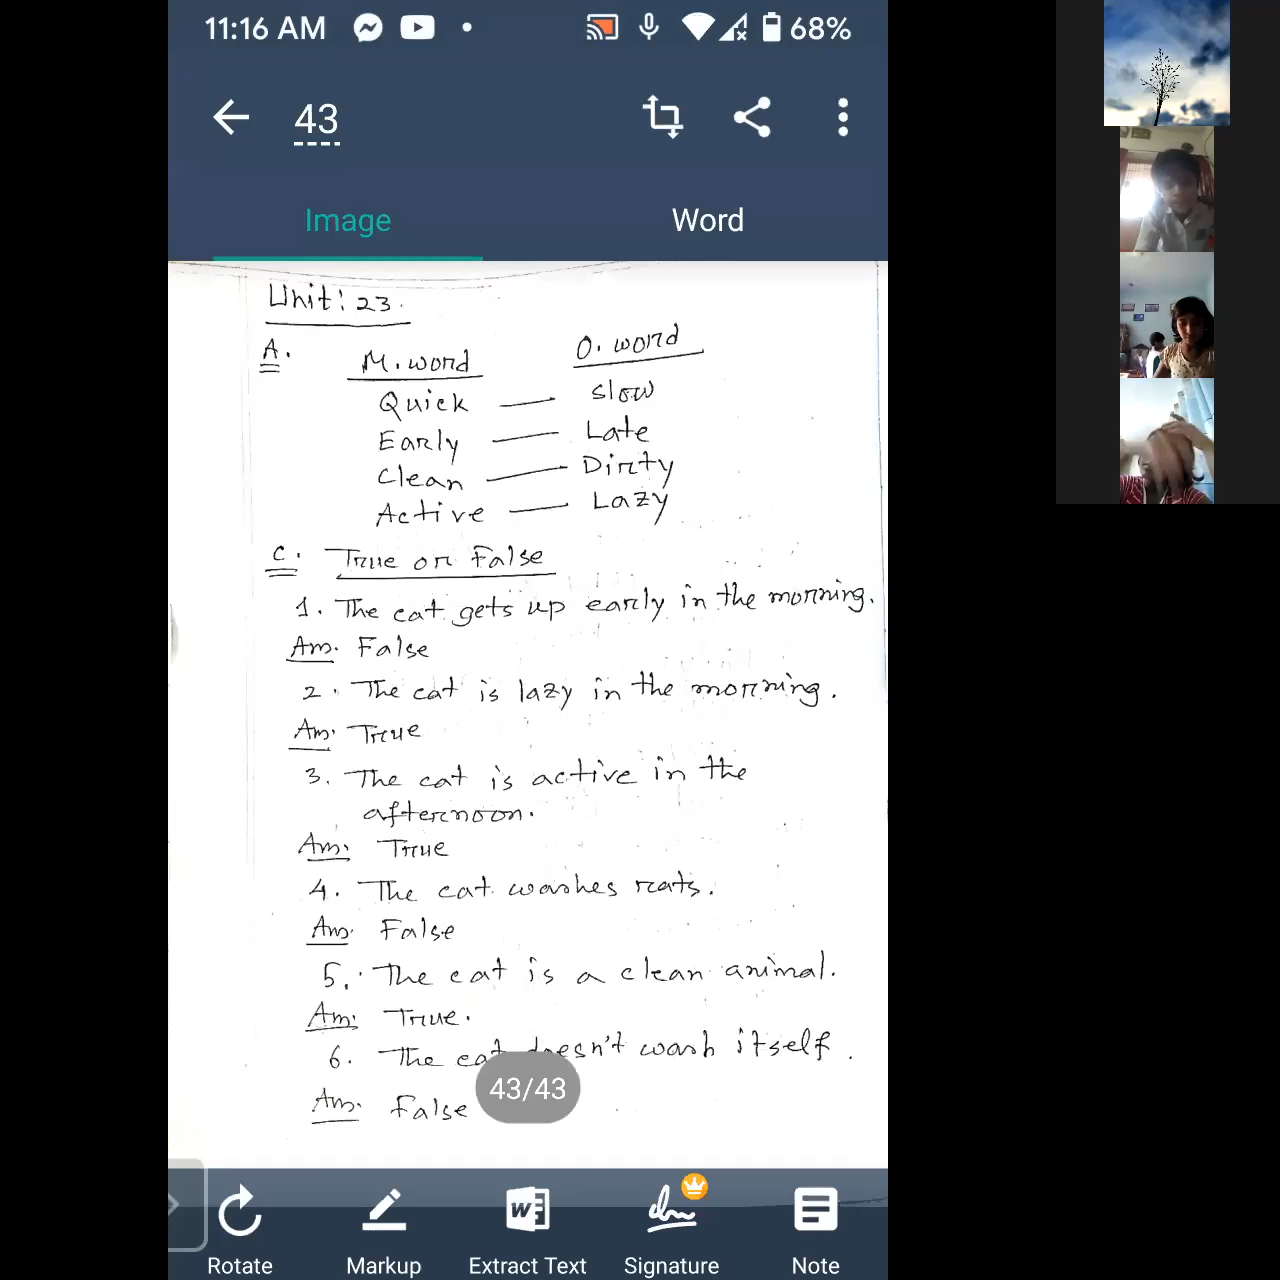 11:16 AM 68%
43
Image Word
Unit: 23.
A.
M. word O. word
Quick — Slow
Early — Late
Clean — Dirty
Active — Lazy
C. True or False
1. The cat gets up early in the morning.
Ans. False
2. The cat is lazy in the morning.
Ans. True
3. The cat is active in the
afternoon.
Ans. True
4. The cat washes rats.
Ans. False
5. The cat is a clean animal.
Ans. True.
6. The cat doesn't wash itself.
43/43
Ans. False
Rotate Markup Extract Text Signature Note